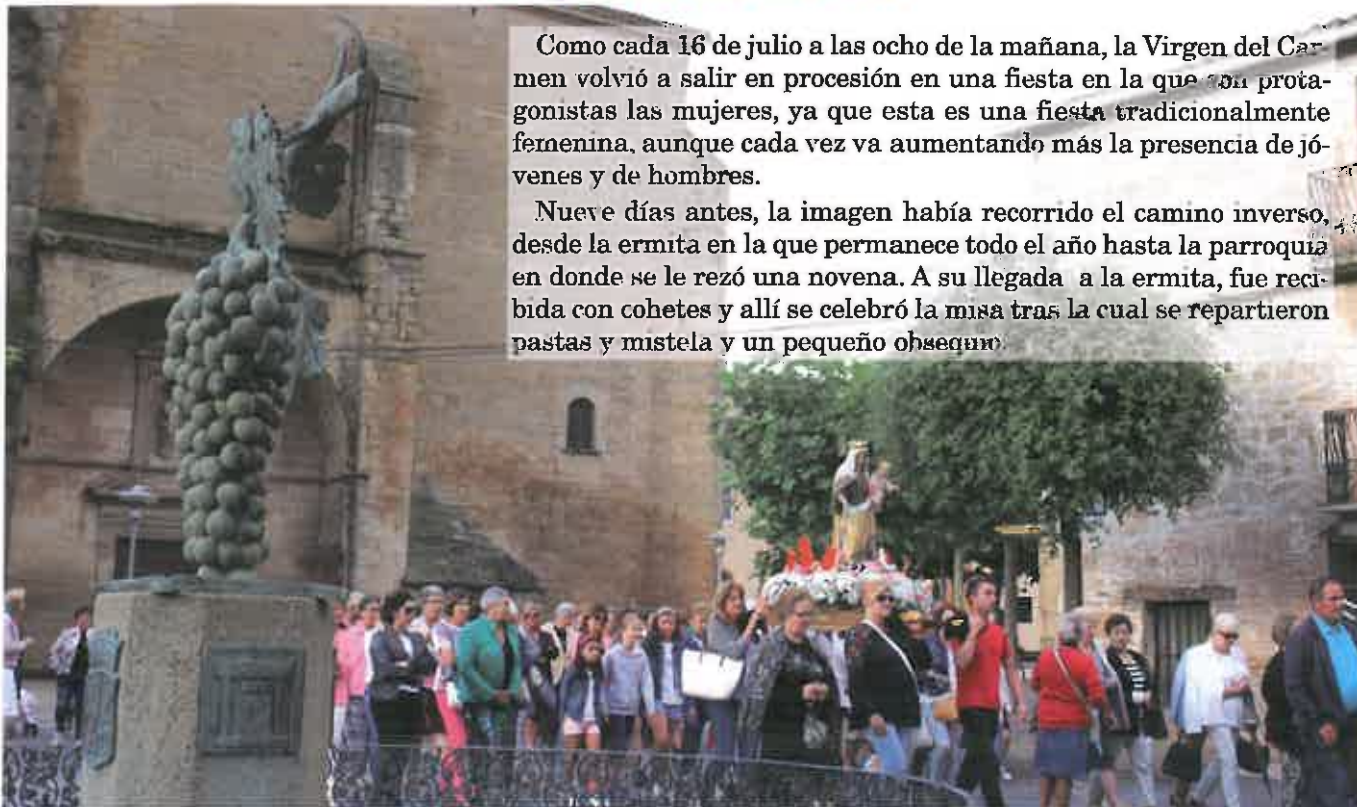 Como cada 16 de julio a las ocho de la mañana, la Virgen del Car-
men volvió a salir en procesión en una fiesta en la que son prota-
gonistas las mujeres, ya que esta es una fiesta tradicionalmente
femenina, aunque cada vez va aumentando más la presencia de jó-
venes y de hombres.
Nueve días antes, la imagen había recorrido el camino inverso,
desde la ermita en la que permanece todo el año hasta la parroquia
en donde se le rezó una novena. A su llegada a la ermita, fue reci-
bida con cohetes y allí se celebró la misa tras la cual se repartieron
pastas y mistela y un pequeño obsequio.